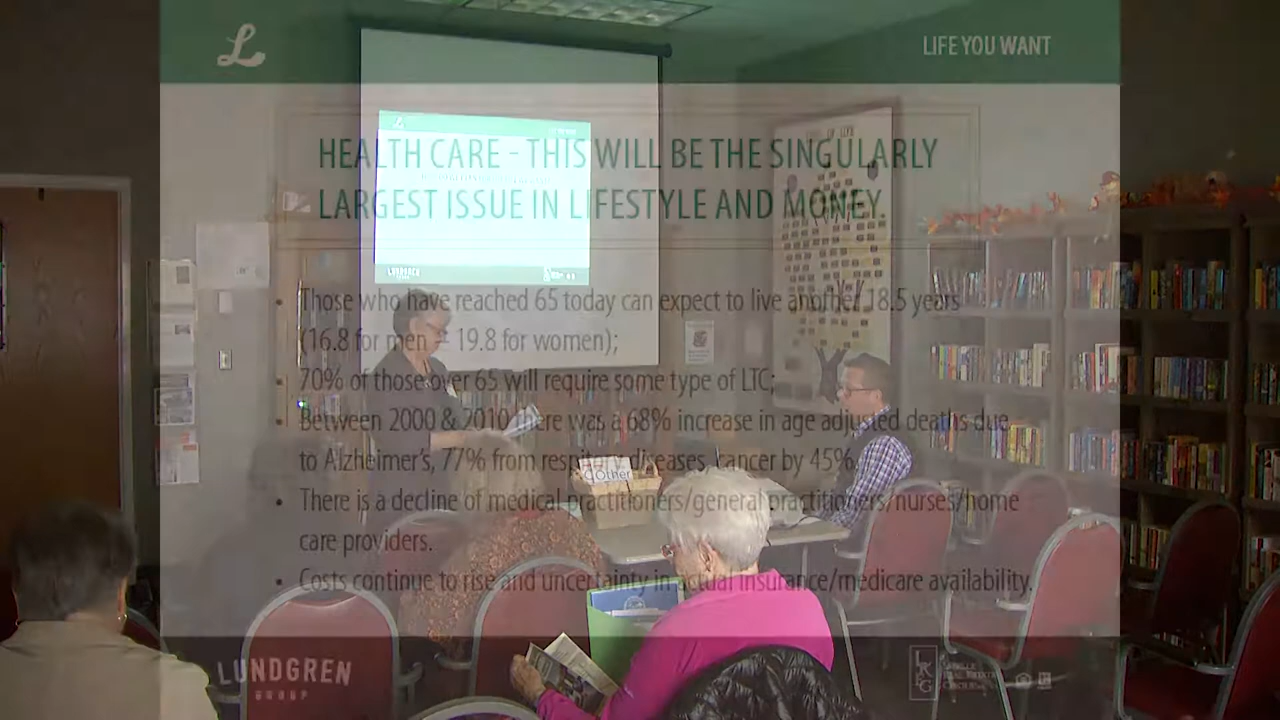 LIFE YOU WANT
HEALTH CARE - THIS WILL BE THE SINGULARLY
LARGEST ISSUE IN LIFESTYLE AND MONEY.
• Those who have reached 65 today can expect to live another 18.5 years
(16.8 for men = 19.8 for women);
• 70% of those over 65 will require some type of LTC;
• Between 2000 & 2010 there was a 68% increase in age adjusted deaths due
to Alzheimer's, 77% from respitory diseases, cancer by 45%.
• There is a decline of medical practitioners/general practitioners/nurses/home
care providers.
• Costs continue to rise and uncertainty in actual insurance/medicare availability.
Other
LUNDGREN
GROUP
LKG
LUNDGREN